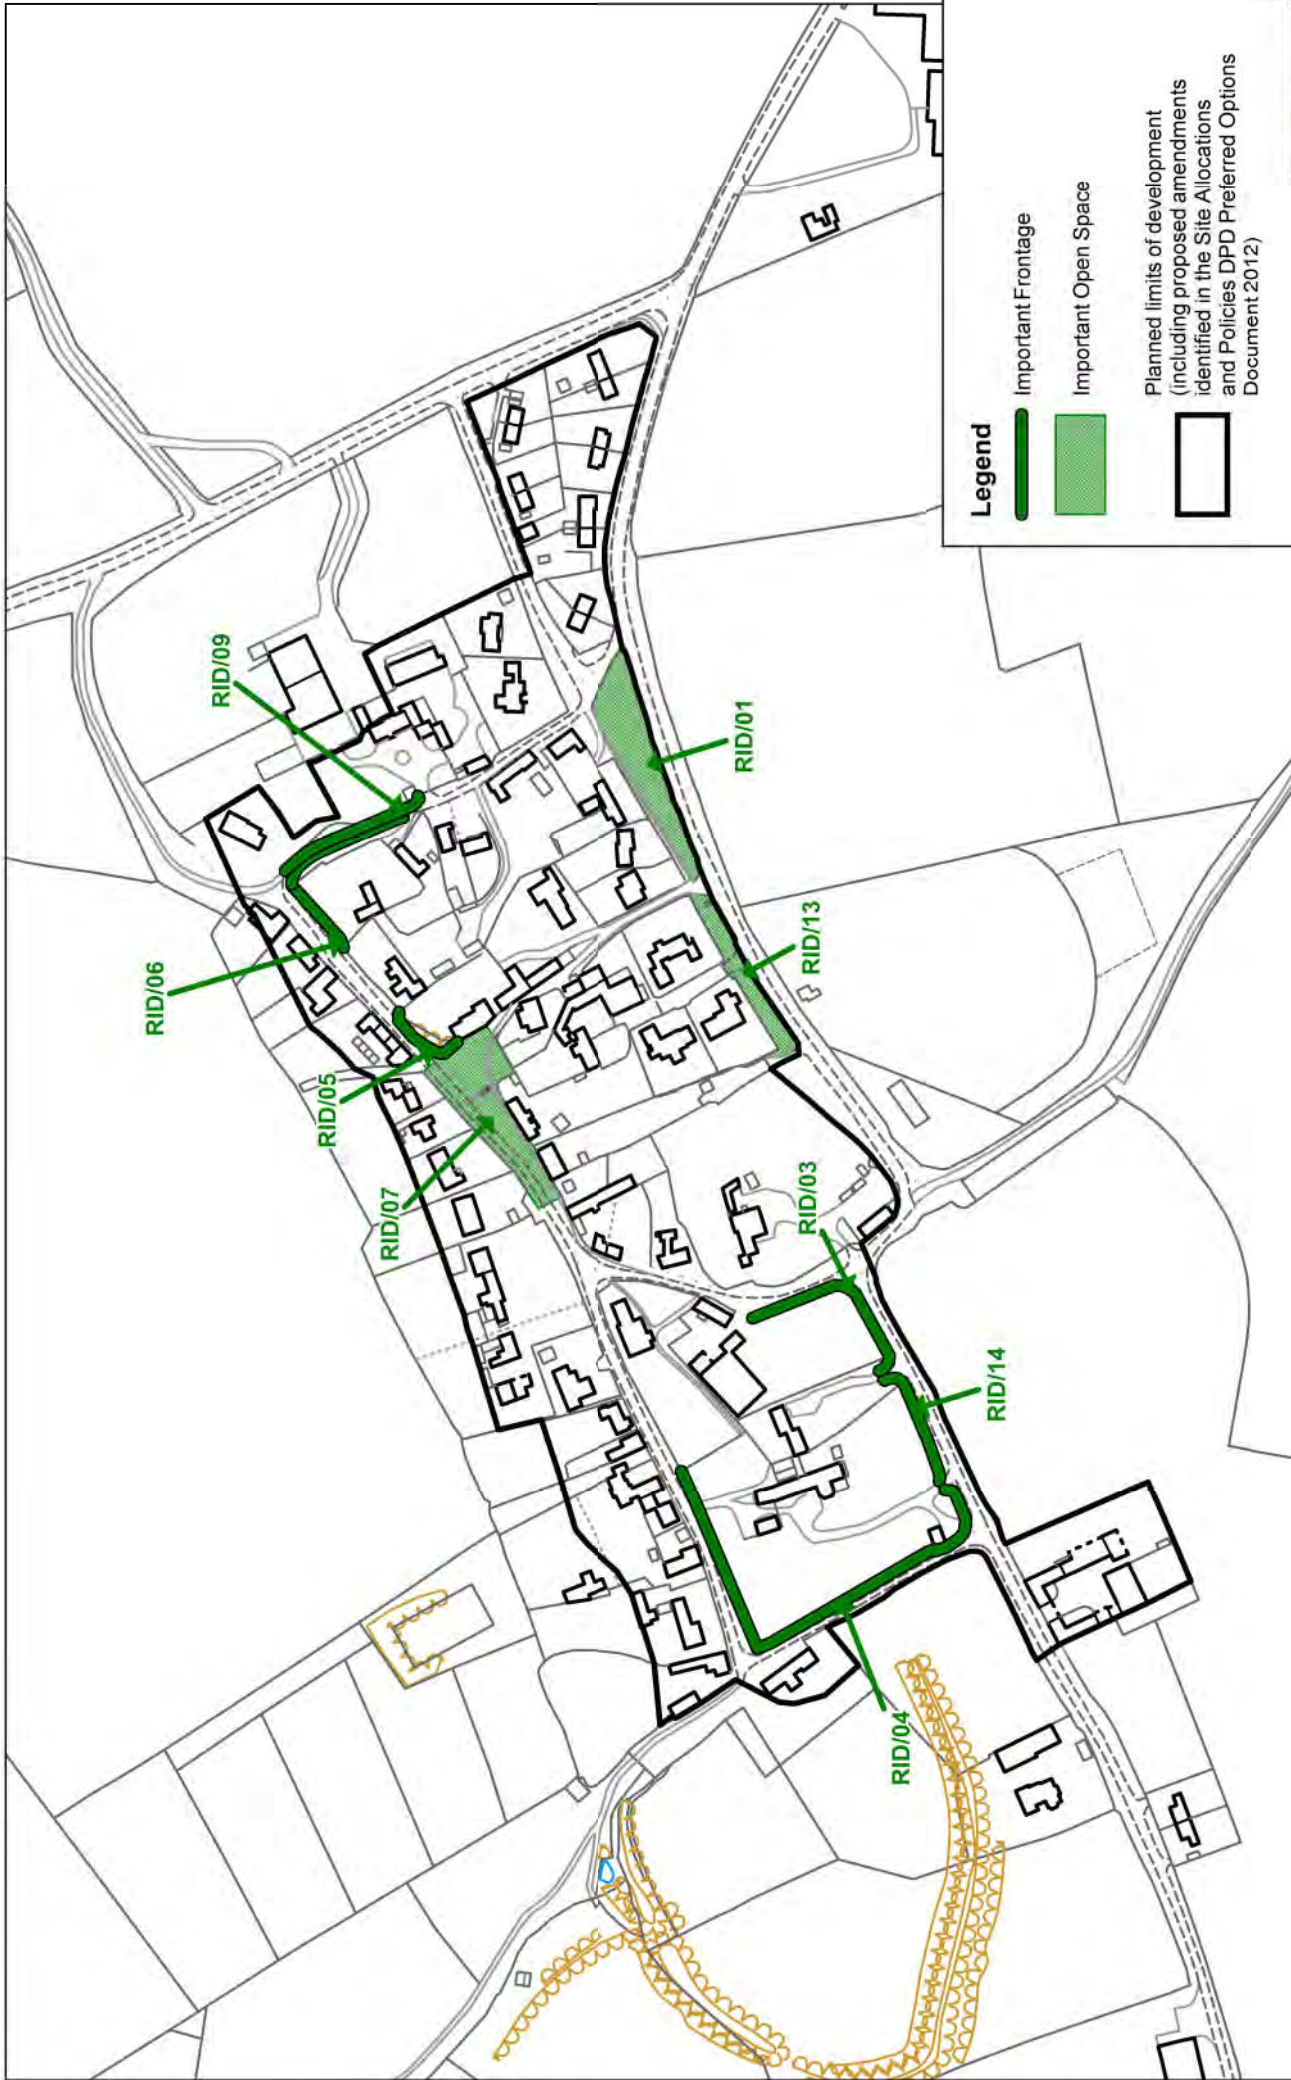 RID/09
RID/06
RID/05
RID/07
RID/01
RID/13
RID/03
RID/14
RID/04
Legend
Important Frontage
Important Open Space
Planned limits of development
(including proposed amendments
identified in the Site Allocations
and Policies DPD Preferred Options
Document 2012)